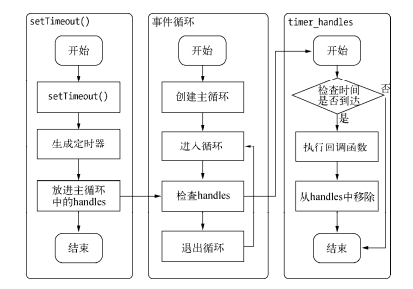 setTimeout()
开始
setTimeout()
生成定时器
放进主循环
中的handles
结束
事件循环
开始
创建主循环
进入循环
检查handles
退出循环
timer_handles
开始
检查时间
是否到达
否
是
执行回调函数
从handles中移除
结束